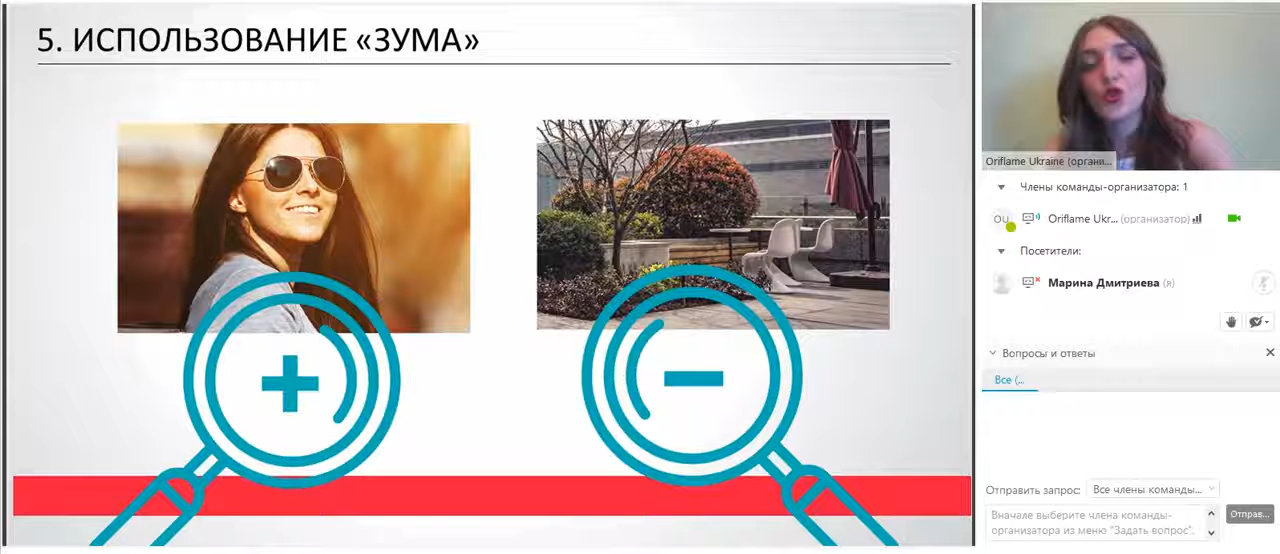 5. ИСПОЛЬЗОВАНИЕ «ЗУМА»
Oriflame Ukraine (органи...
Члены команды-организатора: 1
OU
Oriflame Ukr... (организатор)
Посетители:
Марина Дмитриева (я)
Вопросы и ответы
Все (...
Отправить запрос:
Все члены команды...
Вначале выберите члена команды-
организатора из меню "Задать вопрос".
Отправ...